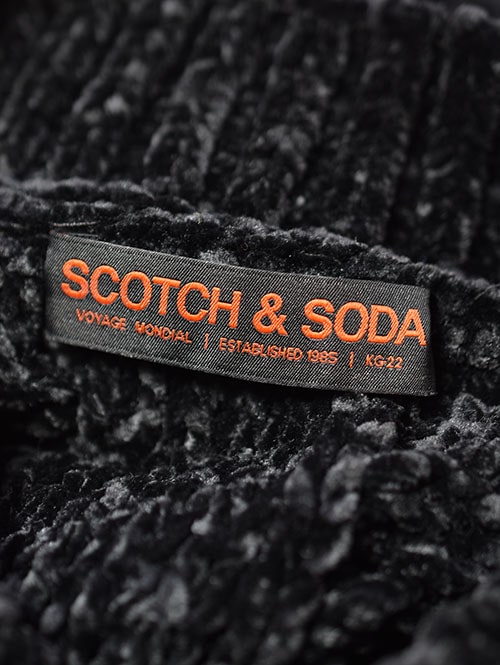 SCOTCH & SODA
VOYAGE MONDIAL | ESTABLISHED 1985 | KG-22